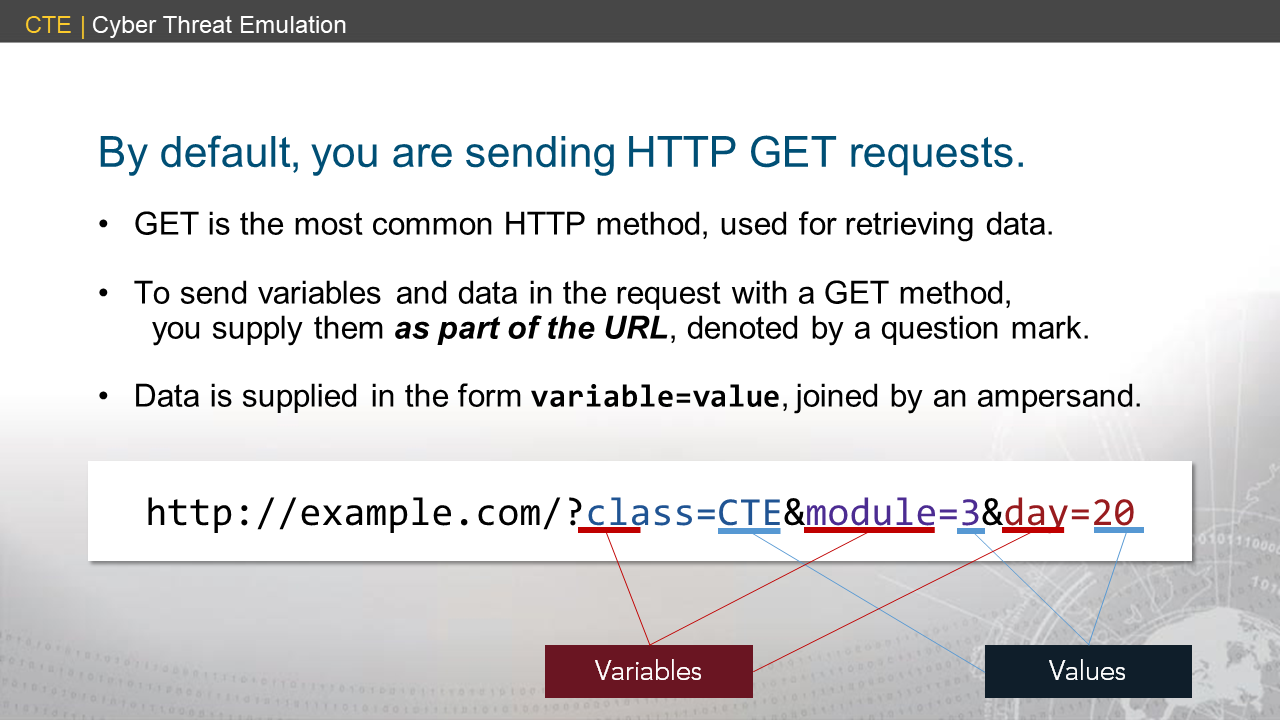 CTE | Cyber Threat Emulation
By default, you are sending HTTP GET requests.
• GET is the most common HTTP method, used for retrieving data.
• To send variables and data in the request with a GET method,
you supply them as part of the URL, denoted by a question mark.
• Data is supplied in the form variable=value, joined by an ampersand.
http://example.com/?class=CTE&module=3&day=20
Variables
Values